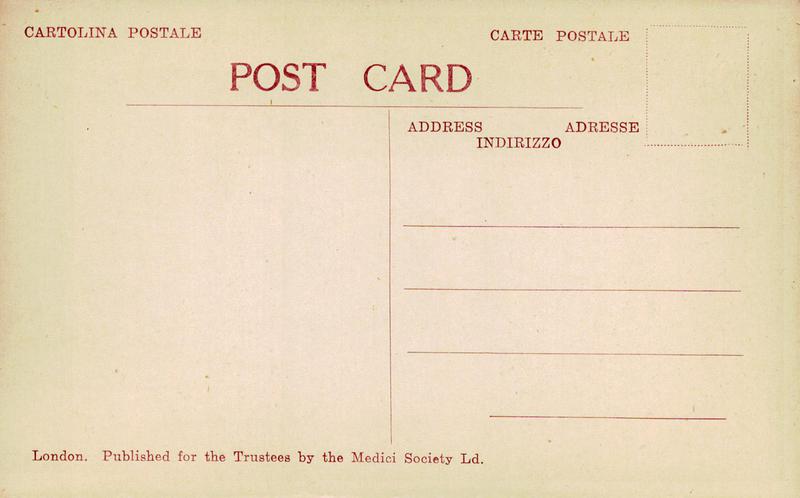 CARTOLINA POSTALE
CARTE POSTALE
POST CARD
ADDRESS ADRESSE
INDIRIZZO
London. Published for the Trustees by the Medici Society Ld.